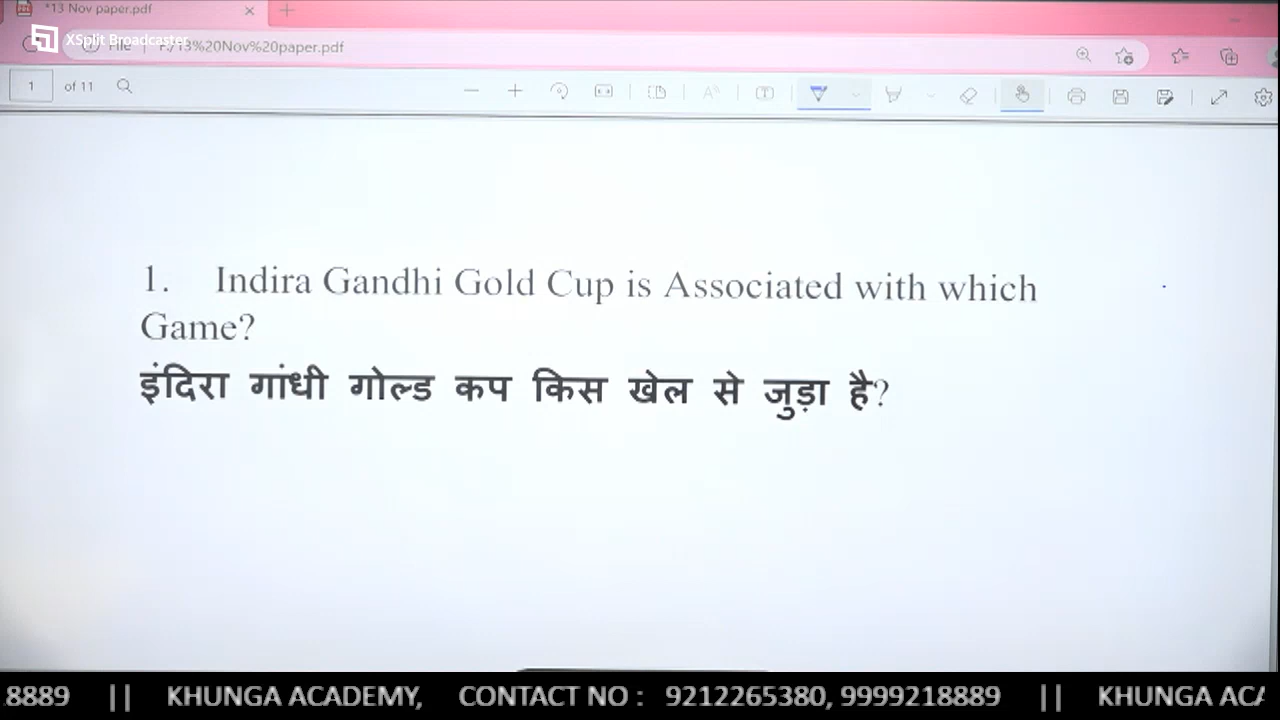 *13 Nov paper.pdf
XSplit Broadcaster
File
F:/13%20Nov%20paper.pdf
1 of 11
1. Indira Gandhi Gold Cup is Associated with which
Game?
इंदिरा गांधी गोल्ड कप किस खेल से जुड़ा है?
8889 || KHUNGA ACADEMY, CONTACT NO : 9212265380, 9999218889 || KHUNGA ACA